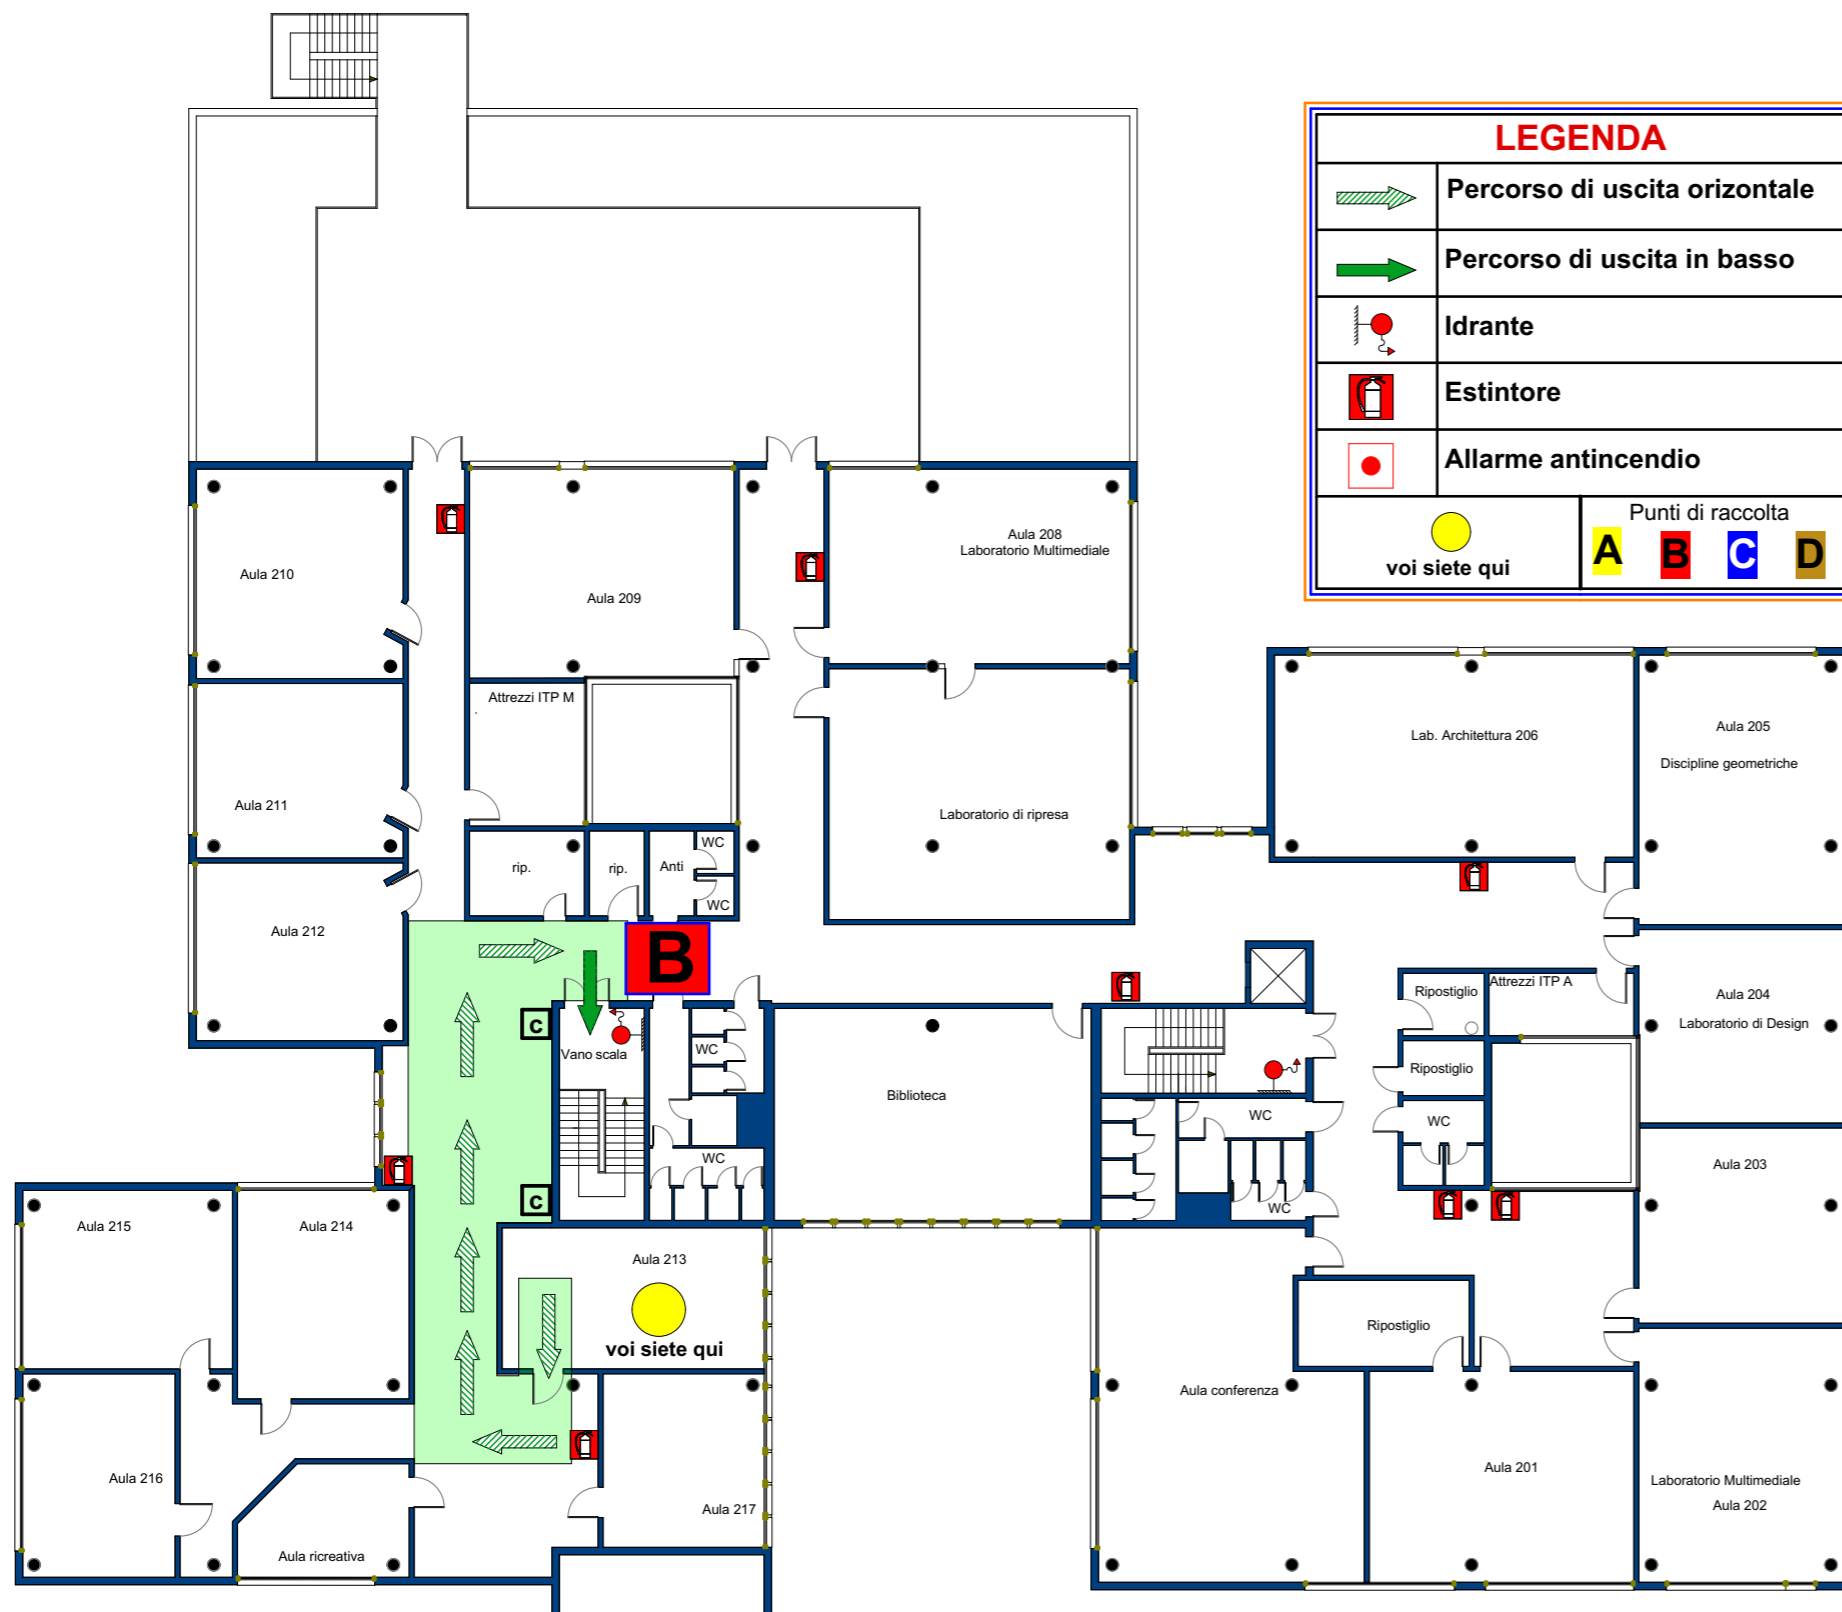 LEGENDA
Percorso di uscita orizontale
Percorso di uscita in basso
Idrante
Estintore
Allarme antincendio
voi siete qui
Punti di raccolta
A B C D
Aula 210
Aula 209
Aula 208
Laboratorio Multimediale
Attrezzi ITP M
Aula 211
Laboratorio di ripresa
Lab. Architettura 206
Aula 205
Discipline geometriche
rip.
rip.
Anti
WC
WC
Aula 212
B
c
Vano scala
WC
Biblioteca
Ripostiglio
Attrezzi ITP A
Aula 204
Laboratorio di Design
Ripostiglio
WC
WC
WC
Aula 203
c
WC
Aula 215
Aula 214
Aula 213
voi siete qui
Ripostiglio
Aula conferenza
Aula 216
Aula 217
Aula 201
Laboratorio Multimediale
Aula 202
Aula ricreativa